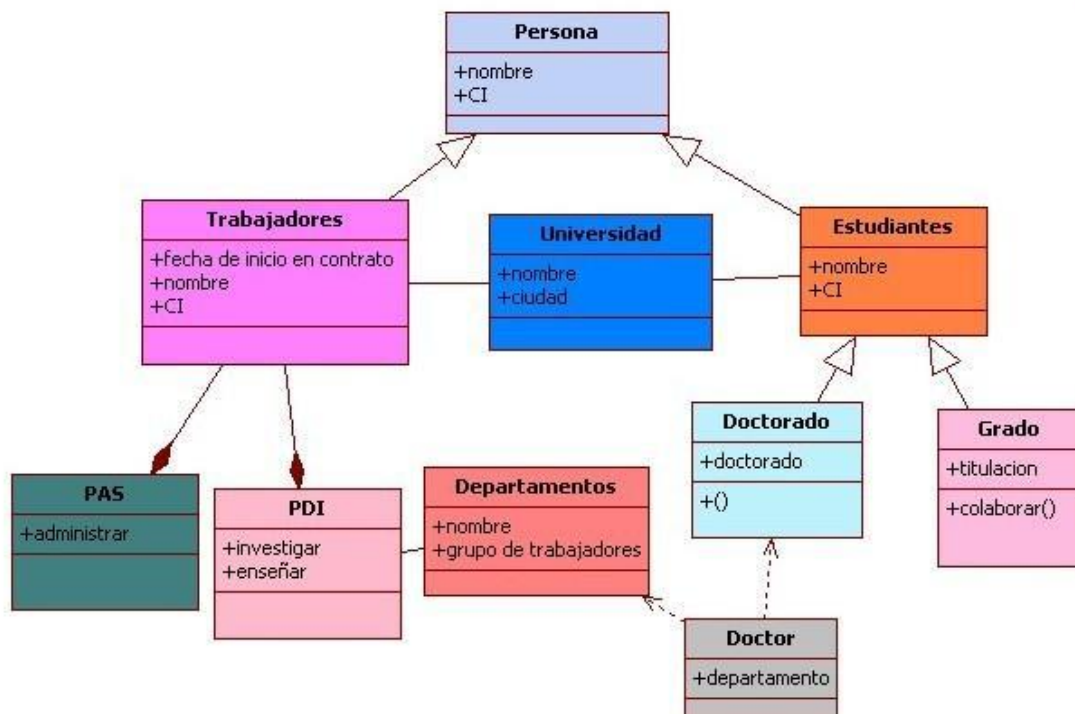 Persona
+nombre
+CI
Trabajadores
+fecha de inicio en contrato
+nombre
+CI
Universidad
+nombre
+ciudad
Estudiantes
+nombre
+CI
Doctorado
+doctorado
+()
Grado
+titulacion
+colaborar()
PAS
+administrar
PDI
+investigar
+enseñar
Departamentos
+nombre
+grupo de trabajadores
Doctor
+departamento